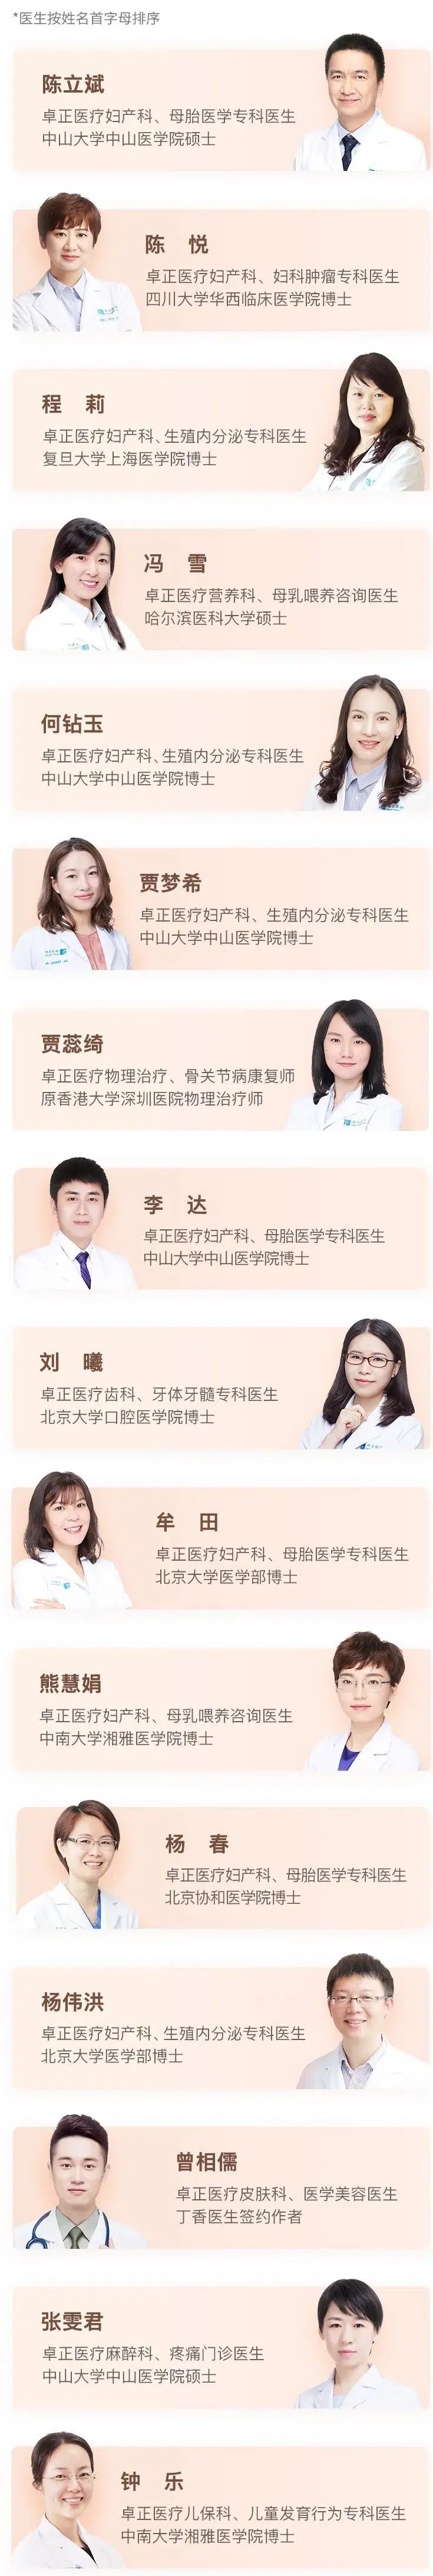 *医生按姓名首字母排序
陈立斌
卓正医疗妇产科、母胎医学专科医生
中山大学中山医学院硕士
陈 悦
卓正医疗妇产科、妇科肿瘤专科医生
四川大学华西临床医学院博士
程 莉
卓正医疗妇产科、生殖内分泌专科医生
复旦大学上海医学院博士
冯 雪
卓正医疗营养科、母乳喂养咨询医生
哈尔滨医科大学硕士
何钻玉
卓正医疗妇产科、生殖内分泌专科医生
中山大学中山医学院博士
贾梦希
卓正医疗妇产科、生殖内分泌专科医生
中山大学中山医学院博士
贾蕊绮
卓正医疗物理治疗、骨关节病康复师
原香港大学深圳医院物理治疗师
李 达
卓正医疗妇产科、母胎医学专科医生
中山大学中山医学院博士
刘 曦
卓正医疗齿科、牙体牙髓专科医生
北京大学口腔医学院博士
牟 田
卓正医疗妇产科、母胎医学专科医生
北京大学医学部博士
熊慧娟
卓正医疗妇产科、母乳喂养咨询医生
中南大学湘雅医学院博士
杨 春
卓正医疗妇产科、母胎医学专科医生
北京协和医学院博士
杨伟洪
卓正医疗妇产科、生殖内分泌专科医生
北京大学医学部博士
曾相儒
卓正医疗皮肤科、医学美容医生
丁香医生签约作者
张雯君
卓正医疗麻醉科、疼痛门诊医生
中山大学中山医学院硕士
钟 乐
卓正医疗儿保科、儿童发育行为专科医生
中南大学湘雅医学院博士